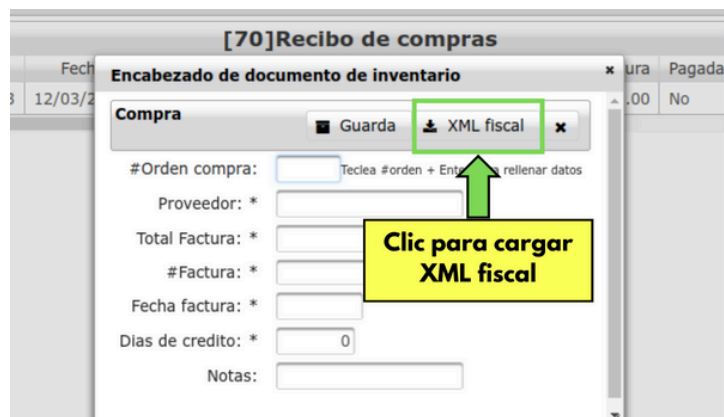 [70]Recibo de compras
Fech
ura Pagada
12/03/2
.00 No
Encabezado de documento de inventario
Compra
Guarda XML fiscal
#Orden compra: Teclea #orden + Ente a rellenar datos
Proveedor: *
Total Factura: *
#Factura: *
Fecha factura: *
Dias de credito: * 0
Notas:
Clic para cargar
XML fiscal